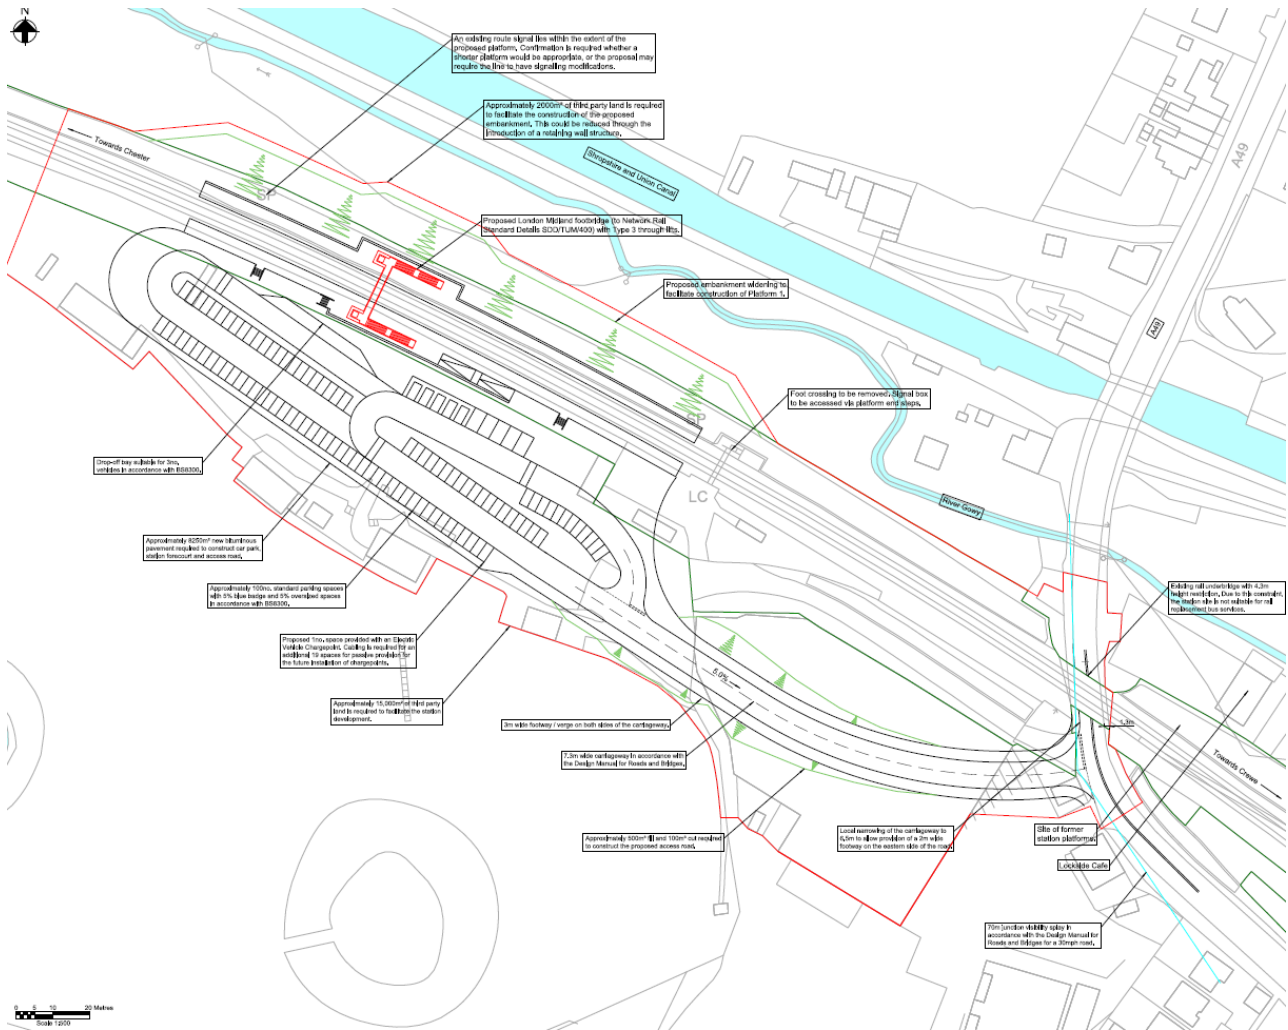 N
An existing route signal lies within the extent of the
proposed platform. Confirmation is required whether a
shorter platform would be appropriate, or the proposal may
require the line to have signalling modifications.
Approximately 2000m² of third party land is required
to facilitate the construction of the proposed
embankment. This could be reduced through the
introduction of a retaining wall structure.
Towards Chester
Shropshire and Union Canal
A49
SP
Proposed London Midland footbridge (to Network Rail
Standard Details SDO/TUM/400) with Type 3 through lifts.
Proposed embankment widening to
facilitate construction of Platform 1.
A49
Foot crossing to be removed. Signal box
to be accessed via platform end steps.
SP
Drop-off bay suitable for 3no.
vehicles in accordance with BS8300.
LC
River Gowy
Approximately 8250m² new bituminous
pavement required to construct car park,
station forecourt and access road.
Approximately 100no. standard parking spaces
with 5% blue badge and 5% oversized spaces
in accordance with BS8300.
Existing rail underbridge with 4.3m
height restriction. Due to this constraint,
the station site is not suitable for rail
replacement bus services.
Proposed 1no. space provided with an Electric
Vehicle Chargepoint. Cabling is required for an
additional 19 spaces for passive provision for
the future installation of chargepoints.
5.0%
Approximately 15,000m² of third party
land is required to facilitate the station
development.
3m wide footway / verge on both sides of the carriageway.
7.3m wide carriageway in accordance with
the Design Manual for Roads and Bridges.
Towards Crewe
Approximately 500m³ fill and 100m³ cut required
to construct the proposed access road.
Local narrowing of the carriageway to
6.5m to allow provision of a 2m wide
footway on the eastern side of the road.
Site of former
station platforms.
Lockside Cafe
70m junction visibility splay in
accordance with the Design Manual for
Roads and Bridges for a 30mph road.
0 5 10 20 Metres
Scale 1:500